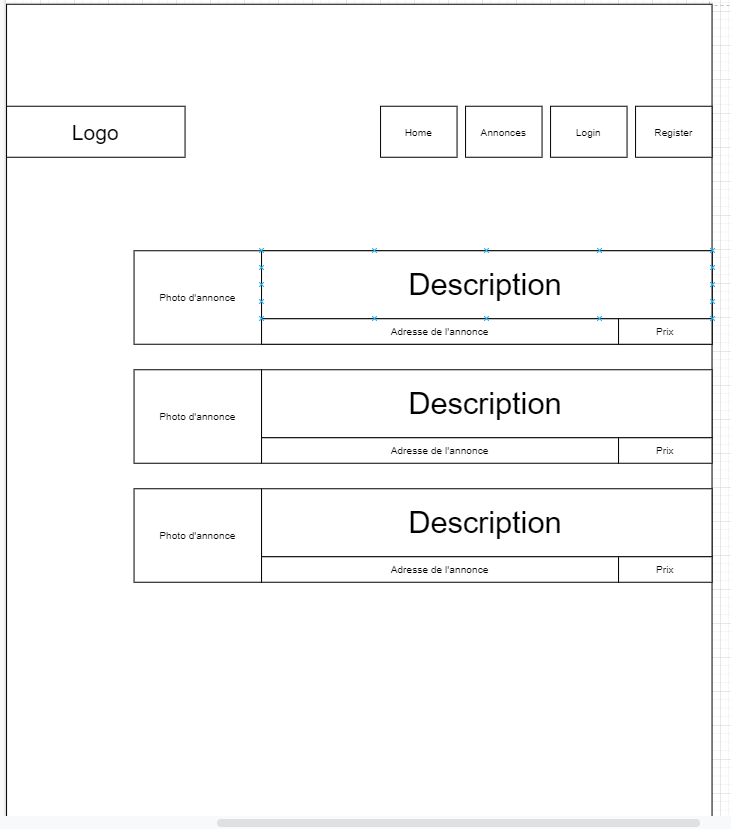 Logo
Home
Annonces
Login
Register
Photo d'annonce
Description
Adresse de l'annonce
Prix
Photo d'annonce
Description
Adresse de l'annonce
Prix
Photo d'annonce
Description
Adresse de l'annonce
Prix